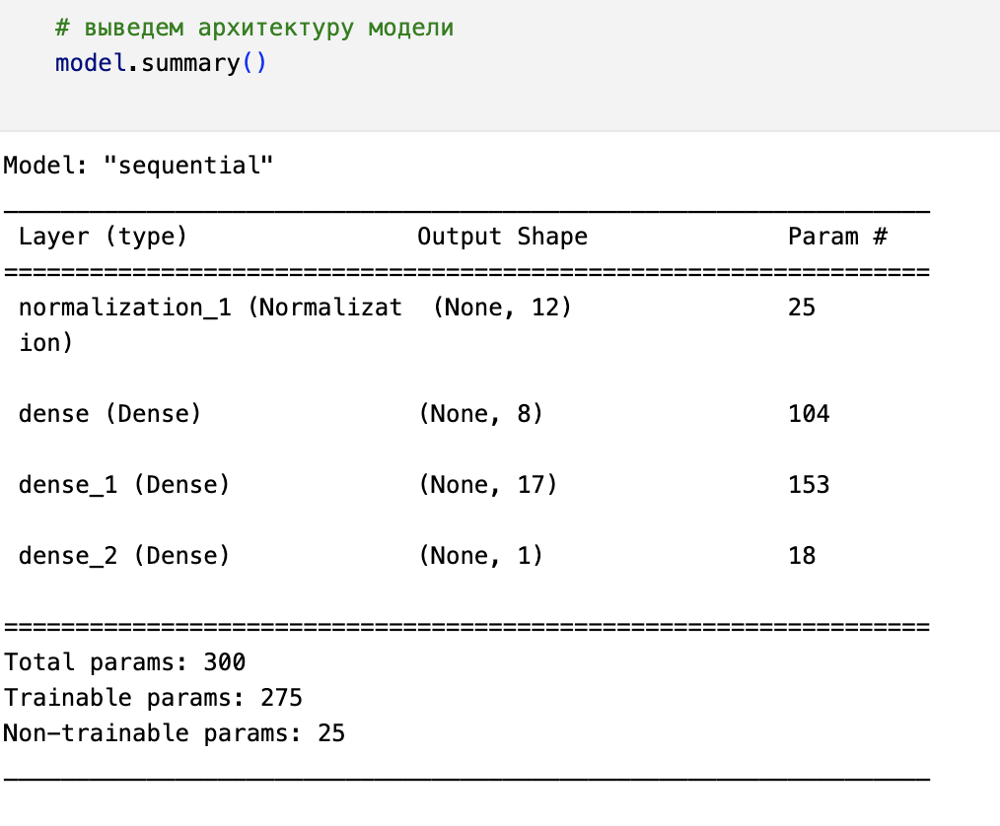 # выведем архитектуру модели
model.summary()
Model: "sequential"
_________________________________________________________________
Layer (type) Output Shape Param #
=================================================================
normalization_1 (Normalizat (None, 12) 25
ion)
dense (Dense) (None, 8) 104
dense_1 (Dense) (None, 17) 153
dense_2 (Dense) (None, 1) 18
=================================================================
Total params: 300
Trainable params: 275
Non-trainable params: 25
_________________________________________________________________